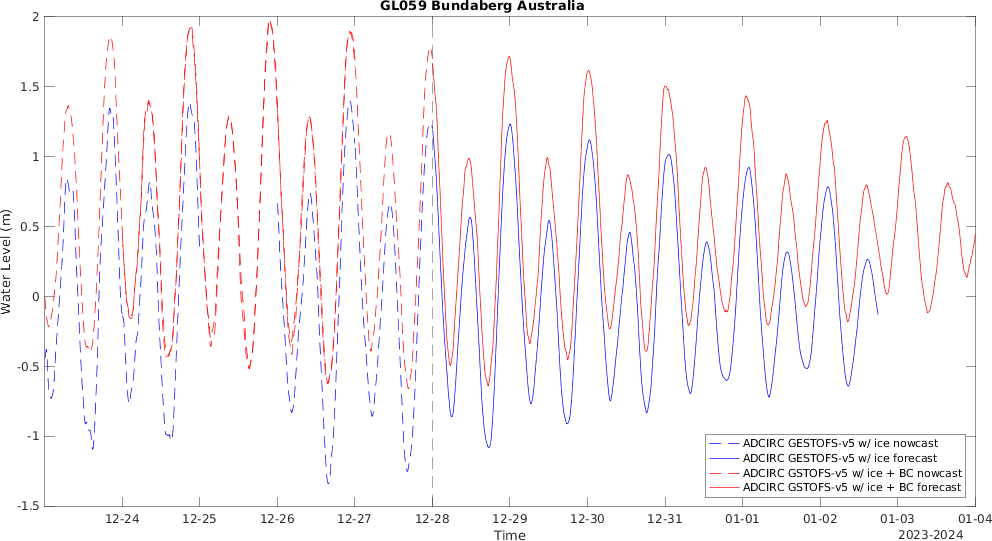 GL059 Bundaberg Australia
Water Level (m)
2
1.5
1
0.5
0
-0.5
-1
-1.5
ADCIRC GESTOFS-v5 w/ ice nowcast
ADCIRC GESTOFS-v5 w/ ice forecast
ADCIRC GSTOFS-v5 w/ ice + BC nowcast
ADCIRC GSTOFS-v5 w/ ice + BC forecast
12-24 12-25 12-26 12-27 12-28 12-29 12-30 12-31 01-01 01-02 01-03 01-04
Time
2023-2024